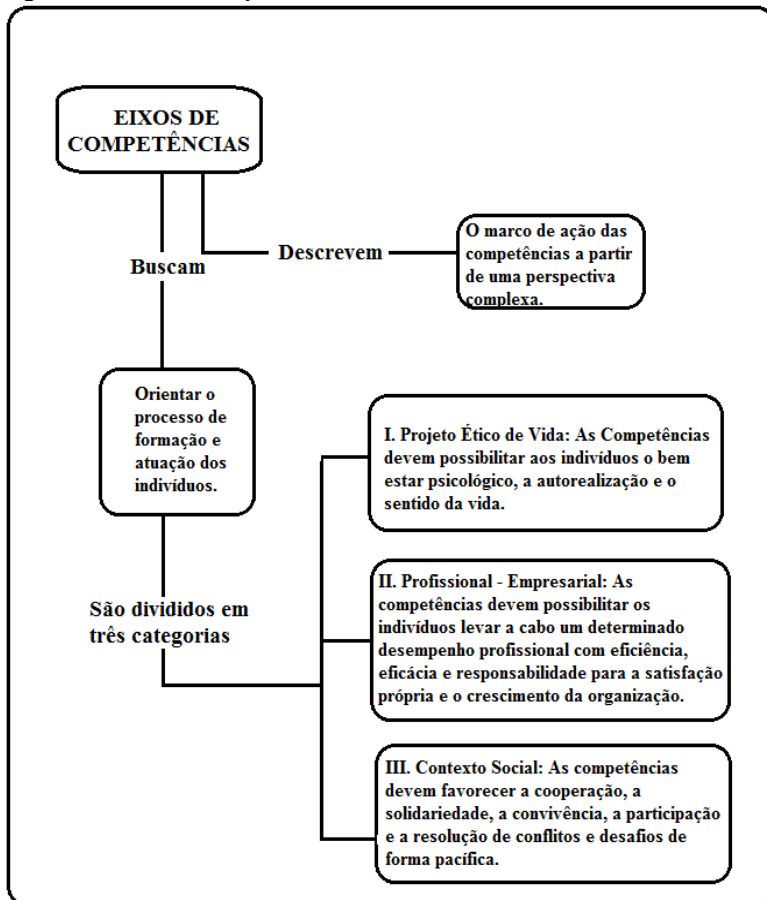 EIXOS DE
COMPETÊNCIAS
Buscam
Descrevem
O marco de ação das
competências a partir
de uma perspectiva
complexa.
Orientar o
processo de
formação e
atuação dos
indivíduos.
São divididos em
três categorias
I. Projeto Ético de Vida: As Competências
devem possibilitar aos indivíduos o bem
estar psicológico, a autorealização e o
sentido da vida.
II. Profissional - Empresarial: As
competências devem possibilitar os
indivíduos levar a cabo um determinado
desempenho profissional com eficiência,
eficácia e responsabilidade para a satisfação
própria e o crescimento da organização.
III. Contexto Social: As competências
devem favorecer a cooperação, a
solidariedade, a convivência, a participação
e a resolução de conflitos e desafios de
forma pacífica.